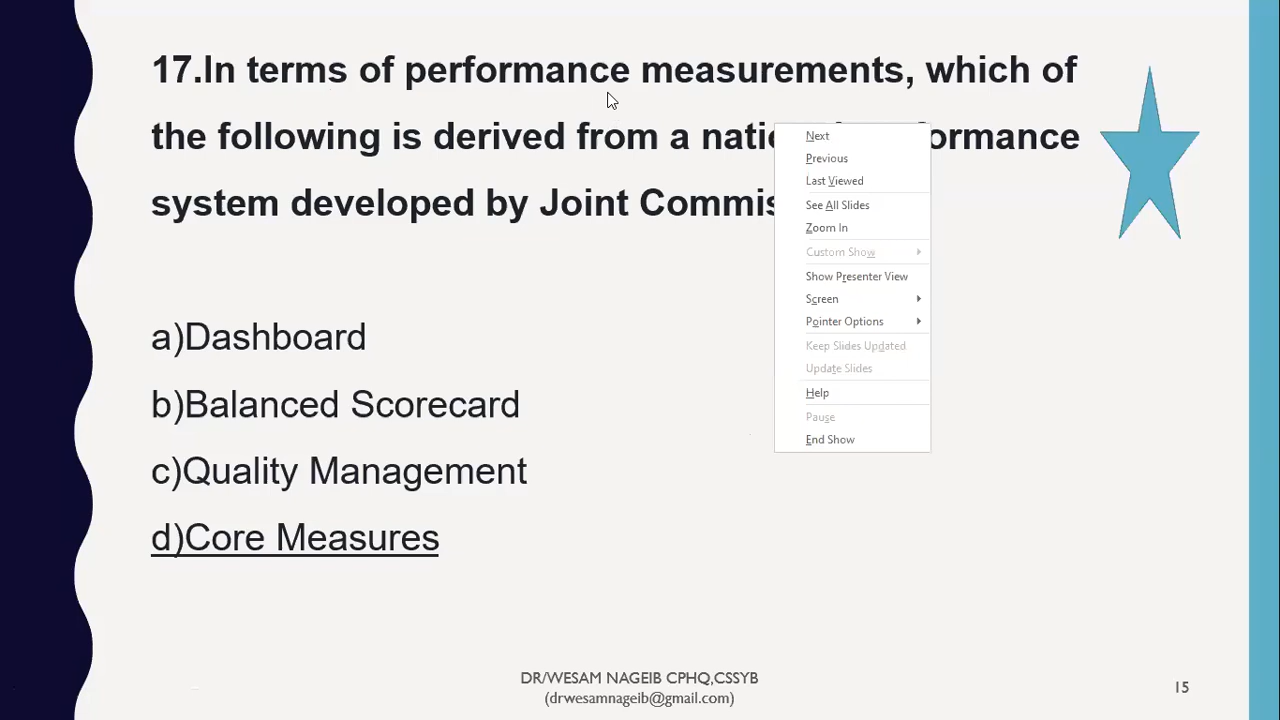 17.In terms of performance measurements, which of
the following is derived from a formance
system developed by Joint
a)Dashboard
b)Balanced Scorecard
c)Quality Management
d)Core Measures
Next
Previous
Last Viewed
See All Slides
Zoom In
Custom Show
Show Presenter View
Screen
Pointer Options
Keep Slides Updated
Update Slides
Help
Pause
End Show
DR/WESAM NAGEIB CPHQ,CSSYB
(drwesamnageib@gmail.com)
15